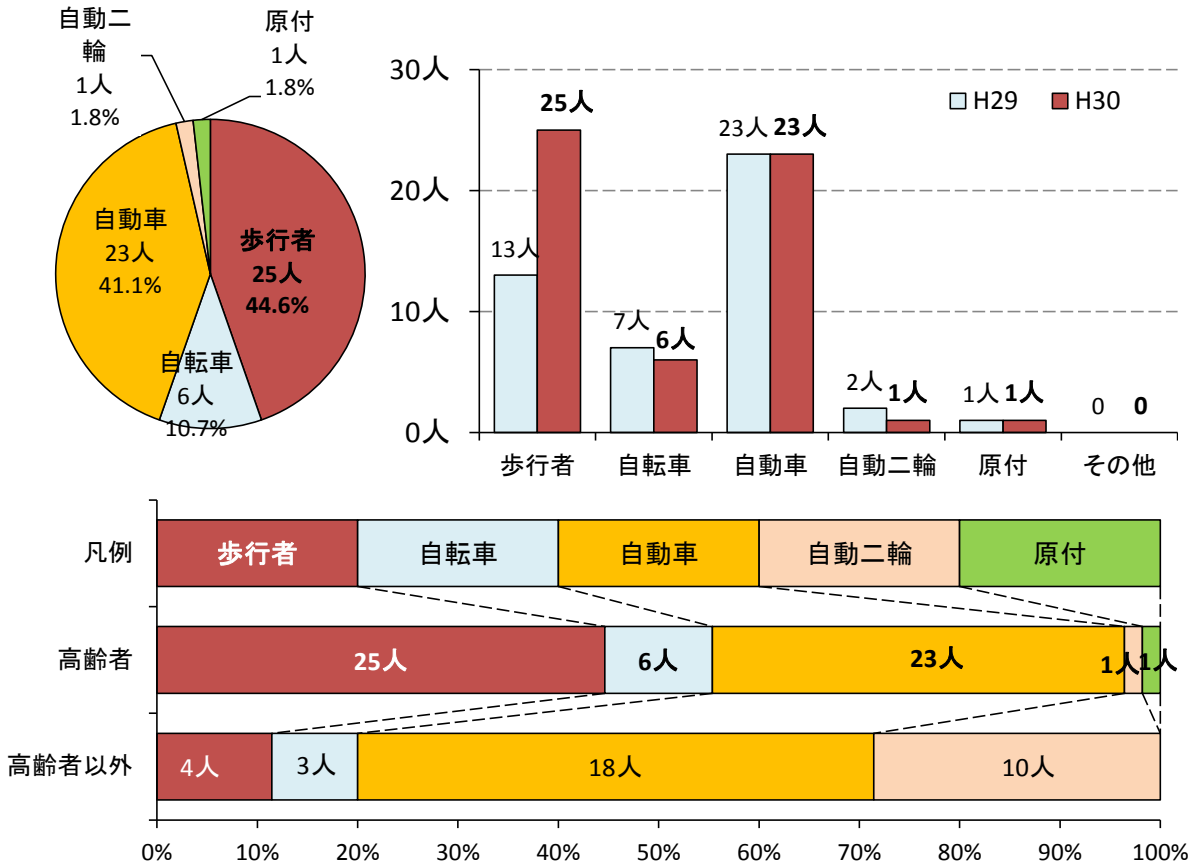 自動二
輪
1人
1.8%
原付
1人
1.8%
自動車
23人
41.1%
歩行者
25人
44.6%
自転車
6人
10.7%
30人
20人
10人
0人
H29
H30
13人
25人
7人
6人
23人
23人
2人
1人
1人
1人
0
0
歩行者
自転車
自動車
自動二輪
原付
その他
凡例
歩行者
自転車
自動車
自動二輪
原付
高齢者
25人
6人
23人
1人
1人
高齢者以外
4人
3人
18人
10人
0%
10%
20%
30%
40%
50%
60%
70%
80%
90%
100%